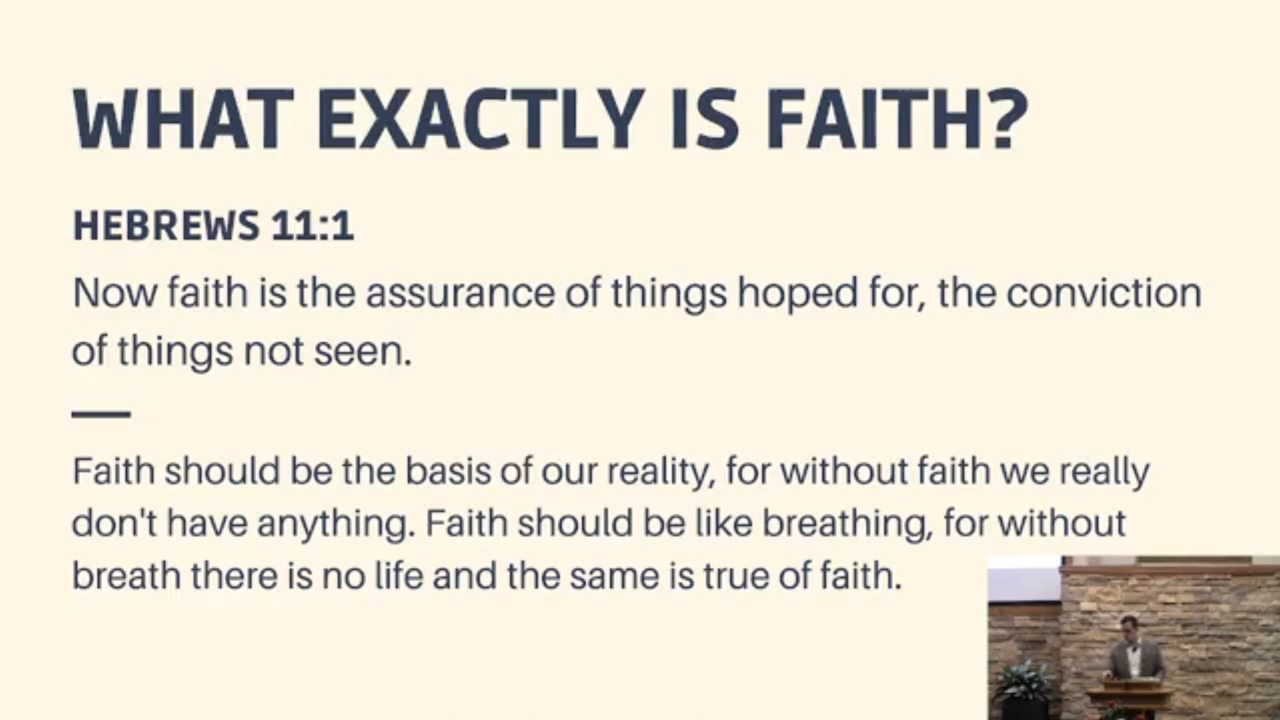 WHAT EXACTLY IS FAITH?
HEBREWS 11:1
Now faith is the assurance of things hoped for, the conviction
of things not seen.
Faith should be the basis of our reality, for without faith we really
don't have anything. Faith should be like breathing, for without
breath there is no life and the same is true of faith.